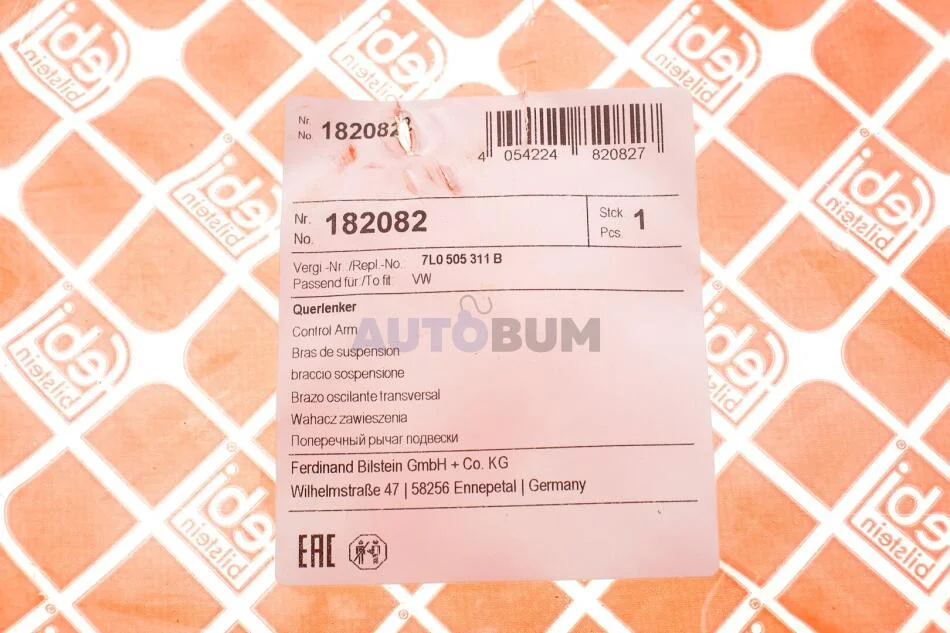 Nr.
No. 182082
4 054224 820827
Nr.
No. 182082
Stck. 1
Pcs.
Vergl.-Nr. /Repl.-No.: 7L0 505 311 B
Passend für /To fit: VW
Querlenker
Control Arm
Bras de suspension
braccio sospensione
Brazo oscilante transversal
Wahacz zawieszenia
Поперечный рычаг подвески
Ferdinand Bilstein GmbH + Co. KG
Wilhelmstraße 47 | 58256 Ennepetal | Germany
EAC
AUTOBUM
febi
bilstein